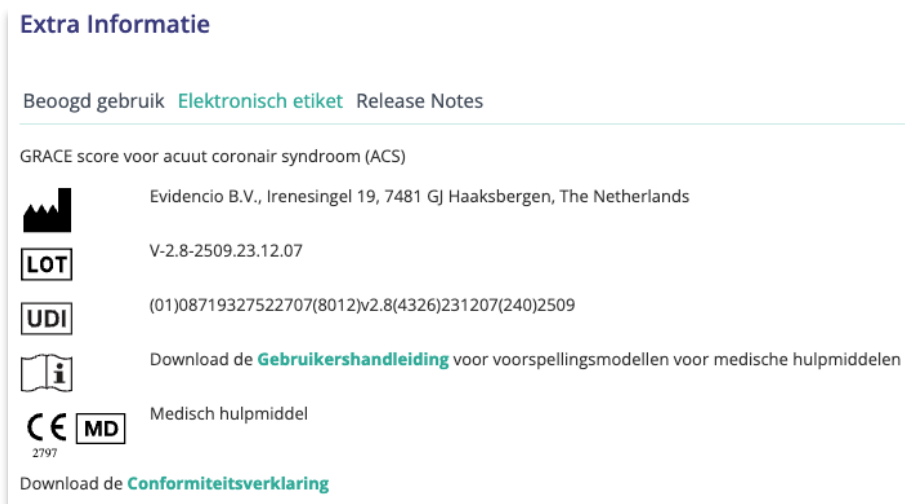 Extra Informatie
Beoogd gebruik Elektronisch etiket Release Notes
GRACE score voor acuut coronair syndroom (ACS)
Evidencio B.V., Irenesingel 19, 7481 GJ Haaksbergen, The Netherlands
LOT V-2.8-2509.23.12.07
UDI (01)08719327522707(8012)v2.8(4326)231207(240)2509
i Download de Gebruikershandleiding voor voorspellingsmodellen voor medische hulpmiddelen
CE MD Medisch hulpmiddel
2797
Download de Conformiteitsverklaring